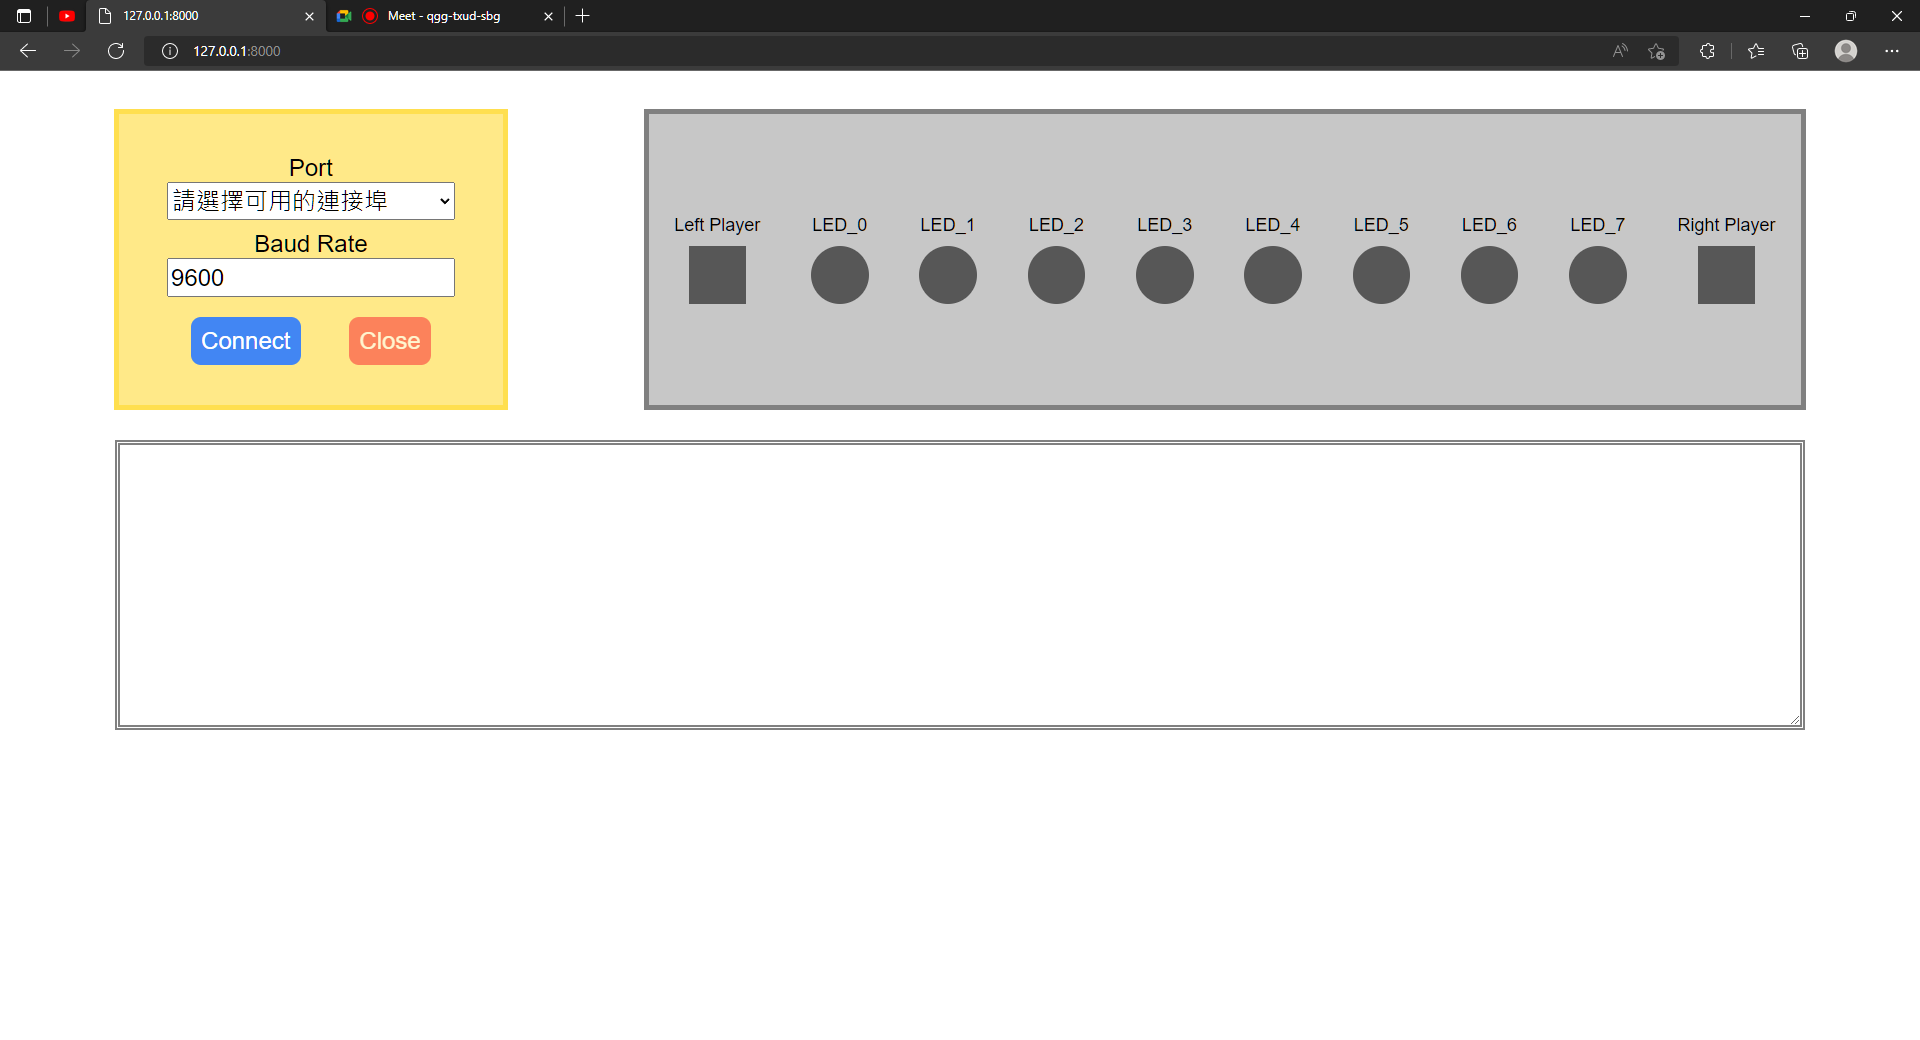 127.0.0.1:8000
Meet - qgg-txud-sbg
127.0.0.1:8000
Port
請選擇可用的連接埠
Baud Rate
9600
Connect Close
Left Player LED_0 LED_1 LED_2 LED_3 LED_4 LED_5 LED_6 LED_7 Right Player